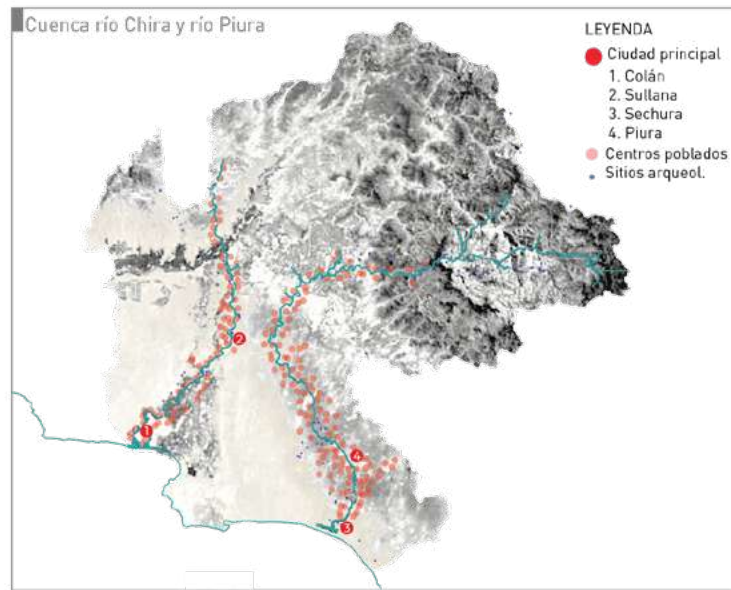 Cuenca río Chira y río Piura
LEYENDA
Ciudad principal
1. Colán
2. Sullana
3. Sechura
4. Piura
Centros poblados
Sitios arqueol.
2
1
4
3